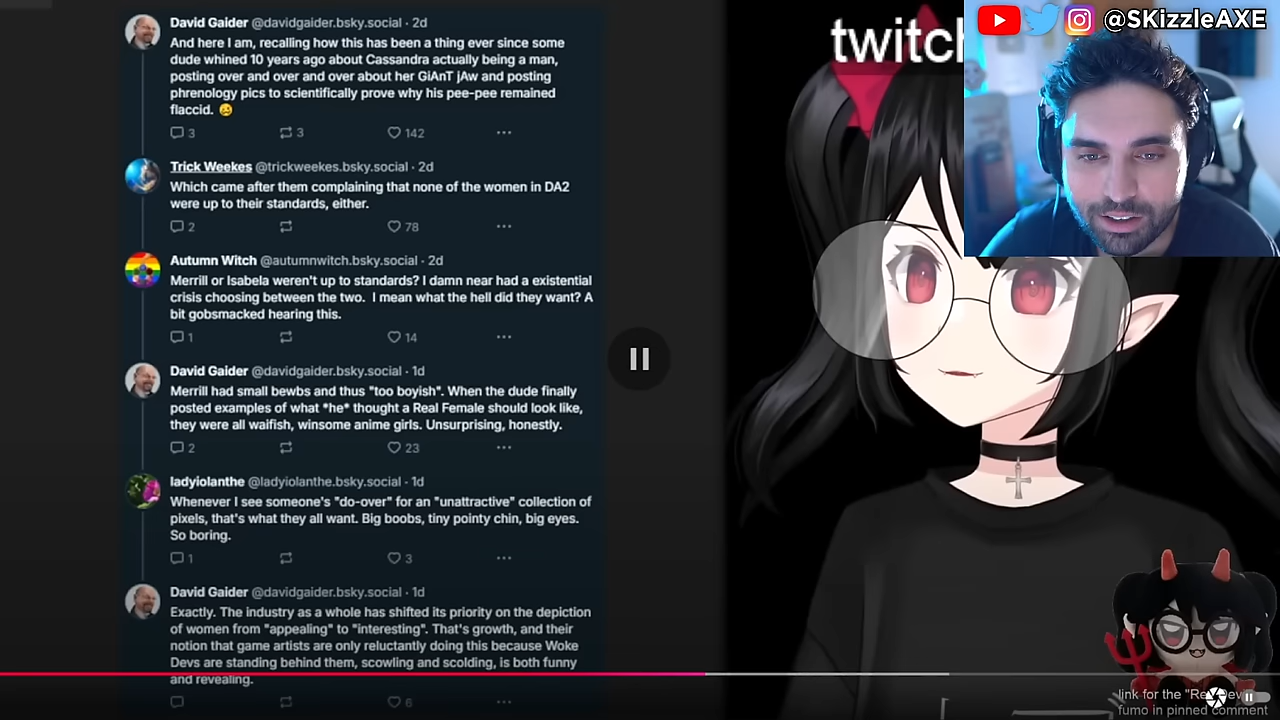 David Gaider @davidgaider.bsky.social · 2d
And here I am, recalling how this has been a thing ever since some
dude whined 10 years ago about Cassandra actually being a man,
posting over and over and over about her GiAnT jAw and posting
phrenology pics to scientifically prove why his pee-pee remained
flaccid. 😢
3 3 142
Trick Weekes @trickweekes.bsky.social · 2d
Which came after them complaining that none of the women in DA2
were up to their standards, either.
2 78
Autumn Witch @autumnwitch.bsky.social · 2d
Merrill or Isabela weren't up to standards? I damn near had a existential
crisis choosing between the two. I mean what the hell did they want? A
bit gobsmacked hearing this.
1 14
David Gaider @davidgaider.bsky.social · 1d
Merrill had small bewbs and thus "too boyish". When the dude finally
posted examples of what *he* thought a Real Female should look like,
they were all waifish, winsome anime girls. Unsurprising, honestly.
2 23
ladyiolanthe @ladyiolanthe.bsky.social · 1d
Whenever I see someone's "do-over" for an "unattractive" collection of
pixels, that's what they all want. Big boobs, tiny pointy chin, big eyes.
So boring.
1 3
David Gaider @davidgaider.bsky.social · 1d
Exactly. The industry as a whole has shifted its priority on the depiction
of women from "appealing" to "interesting". That's growth, and their
notion that game artists are only reluctantly doing this because Woke
Devs are standing behind them, scowling and scolding, is both funny
and revealing.
6
twitch
@SKizzleAXE
link for the "Re
fumo in pinned comment